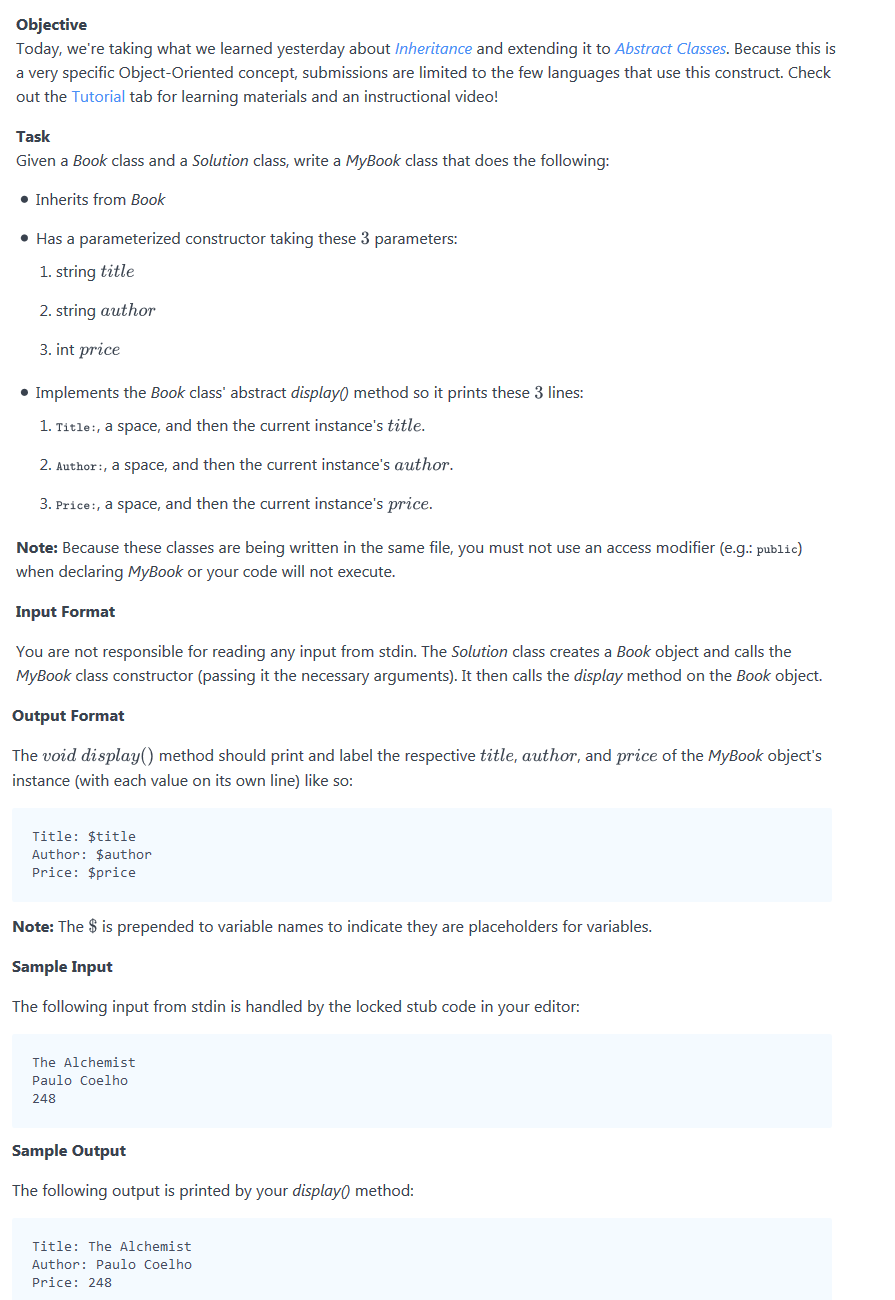 Objective
Today, we're taking what we learned yesterday about Inheritance and extending it to Abstract Classes. Because this is
a very specific Object-Oriented concept, submissions are limited to the few languages that use this construct. Check
out the Tutorial tab for learning materials and an instructional video!
Task
Given a Book class and a Solution class, write a MyBook class that does the following:
• Inherits from Book
• Has a parameterized constructor taking these 3 parameters:
1. string title
2. string author
3. int price
• Implements the Book class' abstract display() method so it prints these 3 lines:
1. Title:, a space, and then the current instance's title.
2. Author:, a space, and then the current instance's author.
3. Price:, a space, and then the current instance's price.
Note: Because these classes are being written in the same file, you must not use an access modifier (e.g.: public)
when declaring MyBook or your code will not execute.
Input Format
You are not responsible for reading any input from stdin. The Solution class creates a Book object and calls the
MyBook class constructor (passing it the necessary arguments). It then calls the display method on the Book object.
Output Format
The void display() method should print and label the respective title, author, and price of the MyBook object's
instance (with each value on its own line) like so:
Title: $title
Author: $author
Price: $price
Note: The $ is prepended to variable names to indicate they are placeholders for variables.
Sample Input
The following input from stdin is handled by the locked stub code in your editor:
The Alchemist
Paulo Coelho
248
Sample Output
The following output is printed by your display() method:
Title: The Alchemist
Author: Paulo Coelho
Price: 248